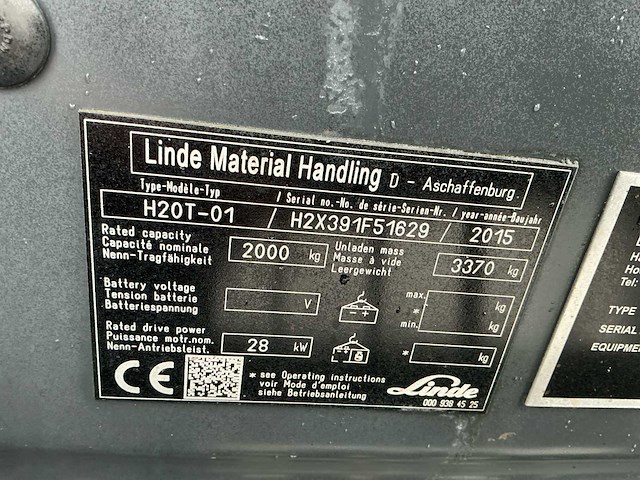 Linde Material Handling D - Aschaffenburg
Type-Modèle-Typ / Serial no.-No. de série-Serien-Nr. / year-année-Baujahr
H20T-01 / H2X391F51629 / 2015
Rated capacity
Capacité nominale
Nenn-Tragfähigkeit
2000 kg
Unladen mass
Masse à vide
Leergewicht
3370 kg
Battery voltage
Tension batterie
Batteriespannung
V
max.
*
min.
kg
kg
Rated drive power
Puissance motr.nom.
Nenn-Antriebsleist.
28 kW
L
* kg
CE
* see Operating instructions
voir Mode d'emploi
siehe Betriebsanleitung
Linde
000 938 45 25
Tel:
TYPE
SERIAL
EQUIPMEN